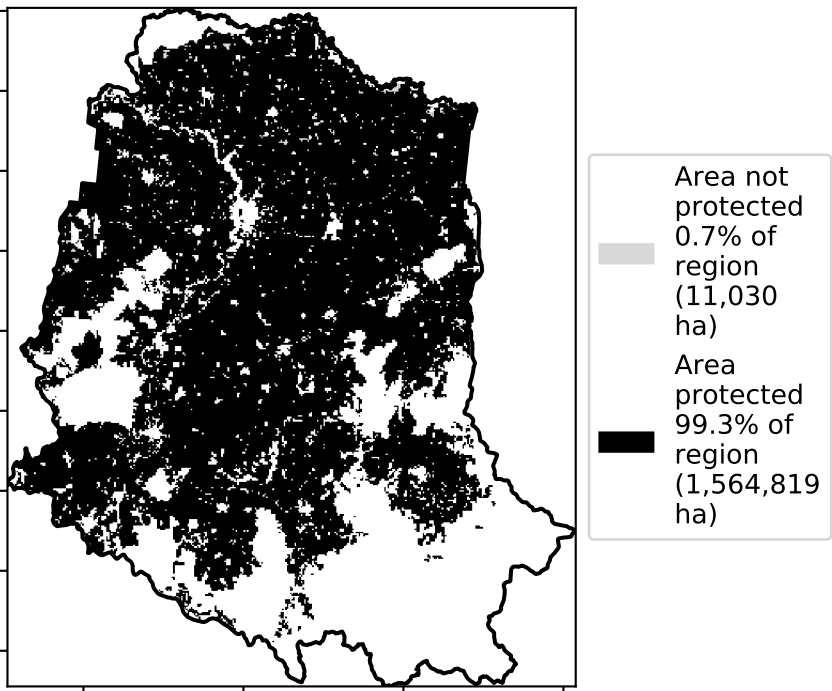 Area not
protected
0.7% of
region
(11,030
ha)
Area
protected
99.3% of
region
(1,564,819
ha)